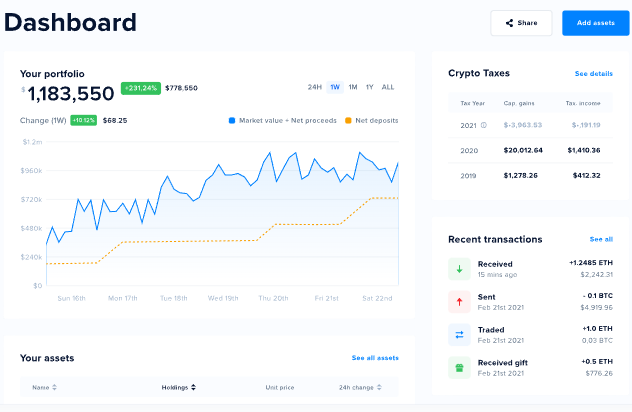 Dashboard
Share
Add assets
Your portfolio
$1,183,550 +231,24% $778,550
24H 1W 1M 1Y ALL
Change (1W) +10.12% $68.25
Market value + Net proceeds Net deposits
$1.2m
$960k
$720k
$480k
$240k
$0
Sun 16th Mon 17th Tue 18th Wed 19th Thu 20th Fri 21st Sat 22nd
Your assets
See all assets
Name Holdings Unit price 24h change
Crypto Taxes
See details
Tax Year Cap. gains Tax. income
2021
2020 $20,012.64 $1,410.36
2019 $1,278.26 $412.32
Recent transactions
See all
Received +1.2485 ETH
15 mins ago $2,242.31
Sent - 0.1 BTC
Feb 21st 2021 $4,919.96
Traded +1.0 ETH
Feb 21st 2021 0,03 BTC
Received gift +0.5 ETH
Feb 21st 2021 $776.26